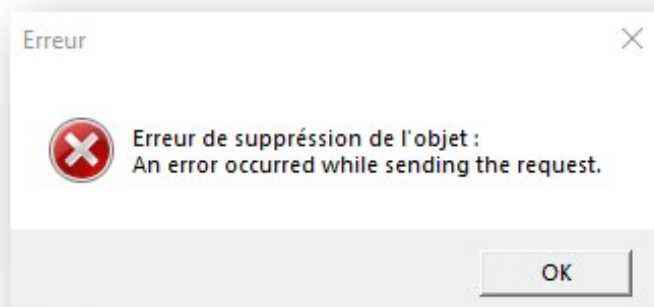 Erreur
Erreur de suppréssion de l'objet :
An error occurred while sending the request.
OK